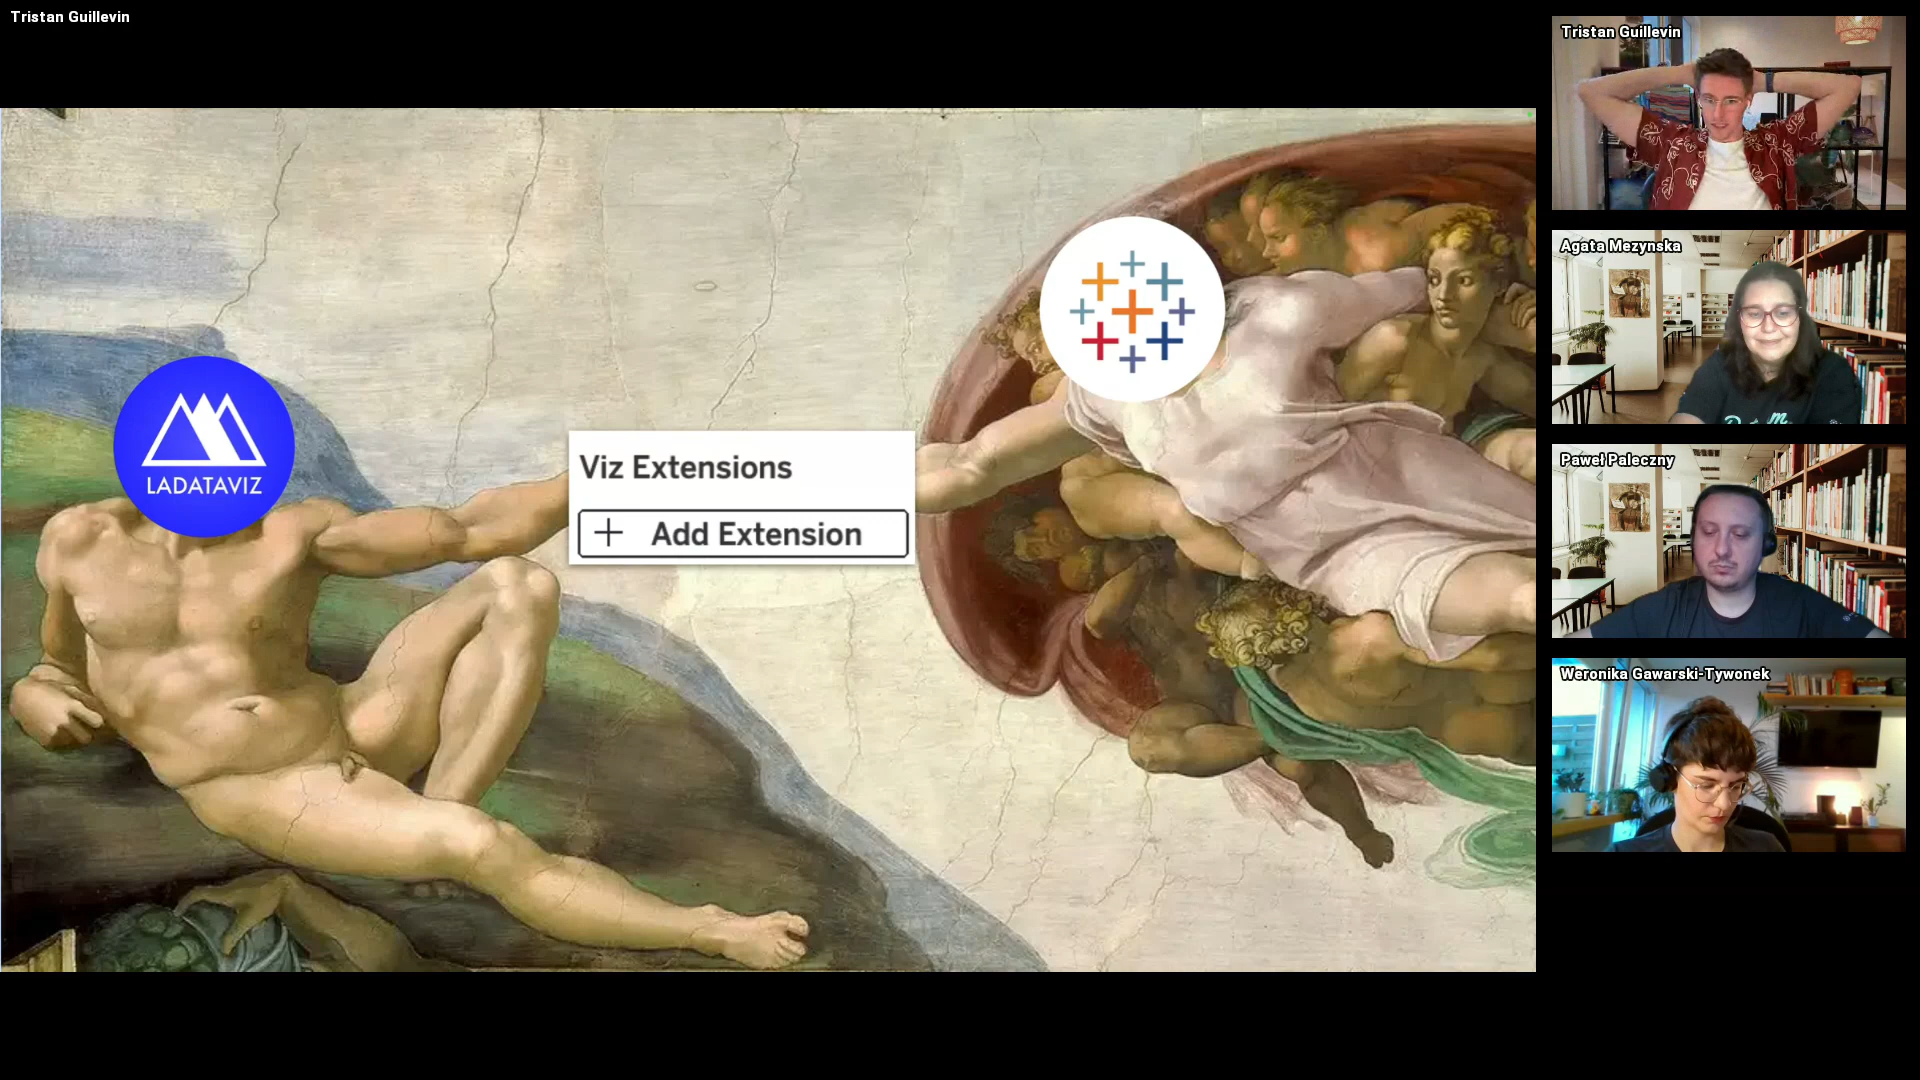 Tristan Guillevin
LADATAVIZ
Viz Extensions
+ Add Extension
Tristan Guillevin
Agata Mezynska
Paweł Paleczny
Weronika Gawarski-Tywonek